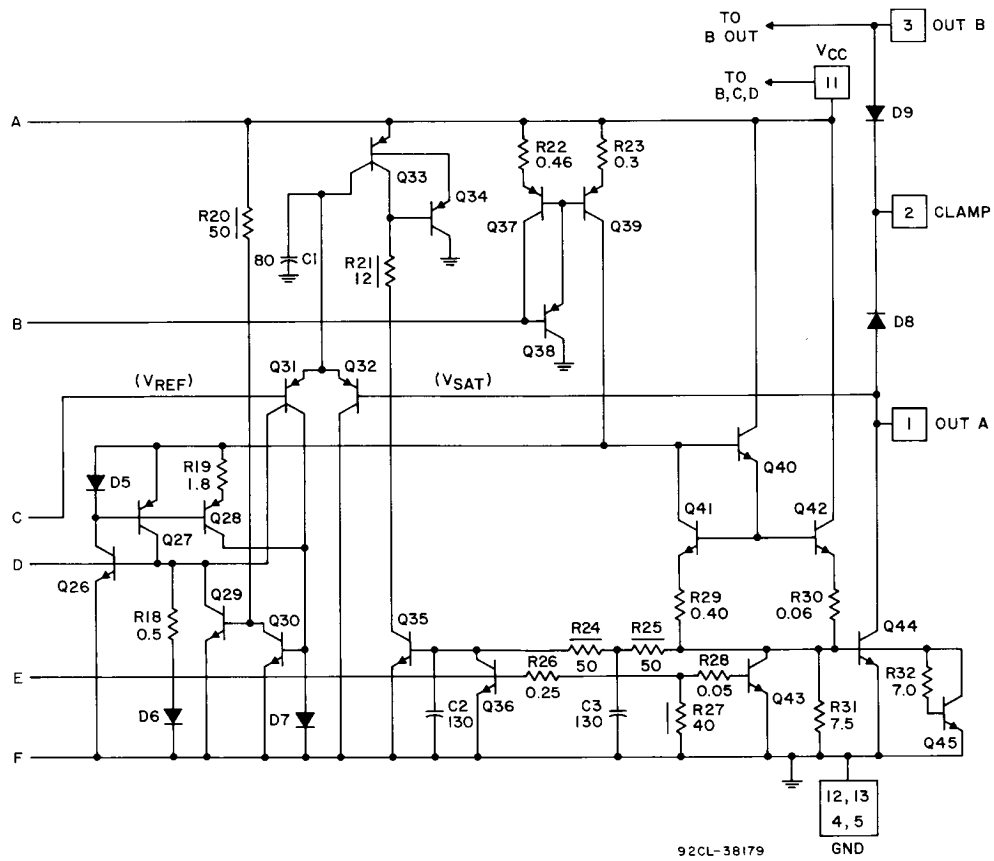 TO
B OUT
3
OUT B
VCC
TO
B,C,D
11
A
D9
R22
0.46
R23
0.3
Q33
Q34
R20
50
Q37
Q39
2
CLAMP
80
C1
R21
12
B
Q38
D8
Q31
Q32
(VREF)
(VSAT)
1
OUT A
R19
1.8
Q40
D5
Q41
Q42
C
Q28
Q27
D
Q26
Q29
R29
0.40
R30
0.06
R18
0.5
Q30
Q35
R24
50
R25
50
Q44
R26
0.25
R28
0.05
R32
7.0
E
C2
130
Q36
C3
130
R27
40
Q43
R31
7.5
D6
D7
Q45
F
12, 13
4, 5
GND
92CL-38179